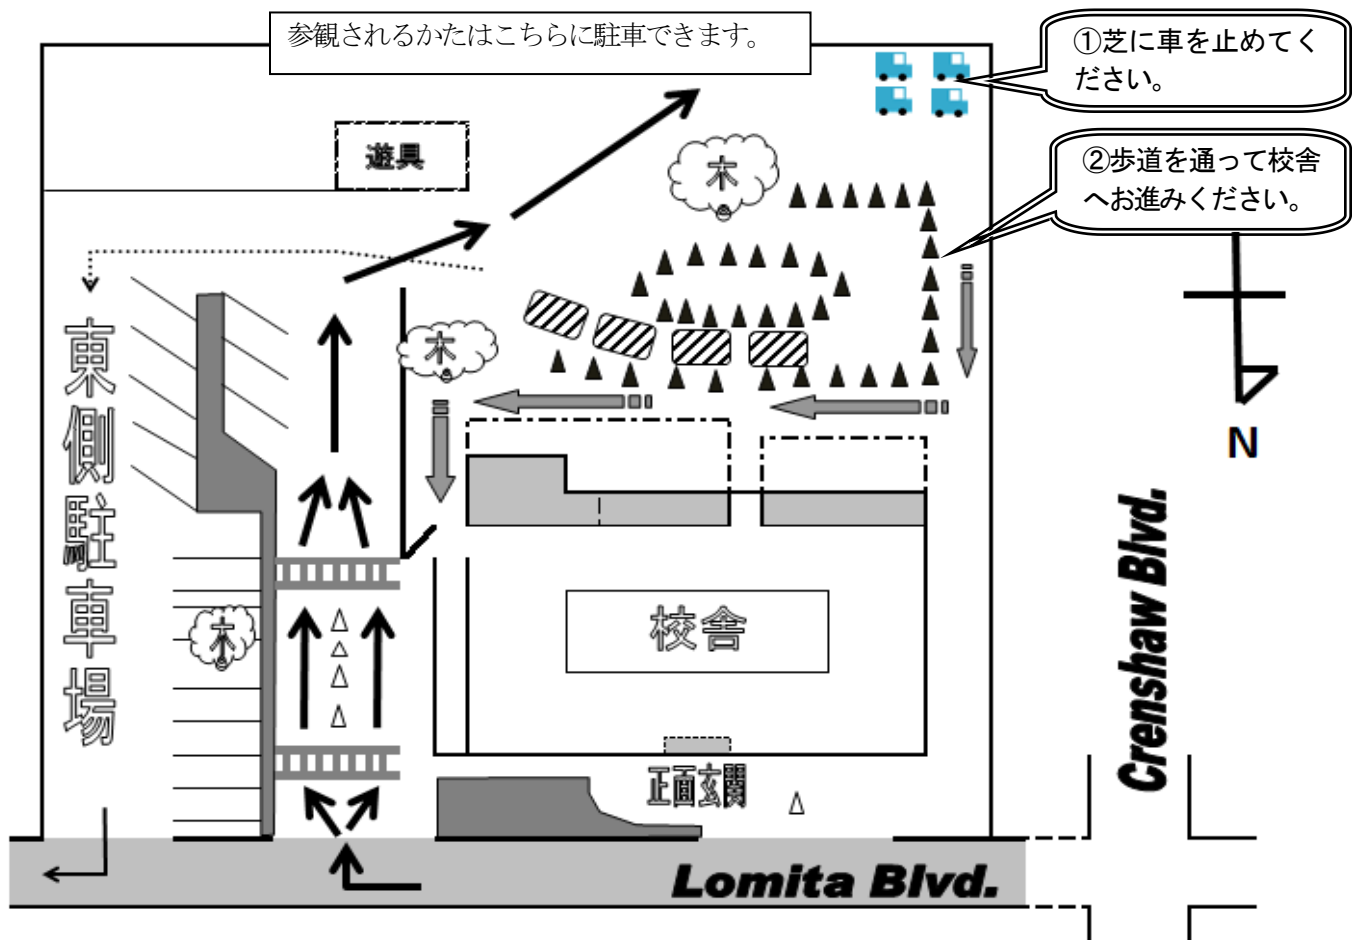 参観されるかたはこちらに駐車できます。
①芝に車を止めてく
ださい。
②歩道を通って校舎
へお進みください。
遊具
木
木
木
東側駐車場
校舎
正面玄関
N
Crenshaw Blvd.
Lomita Blvd.